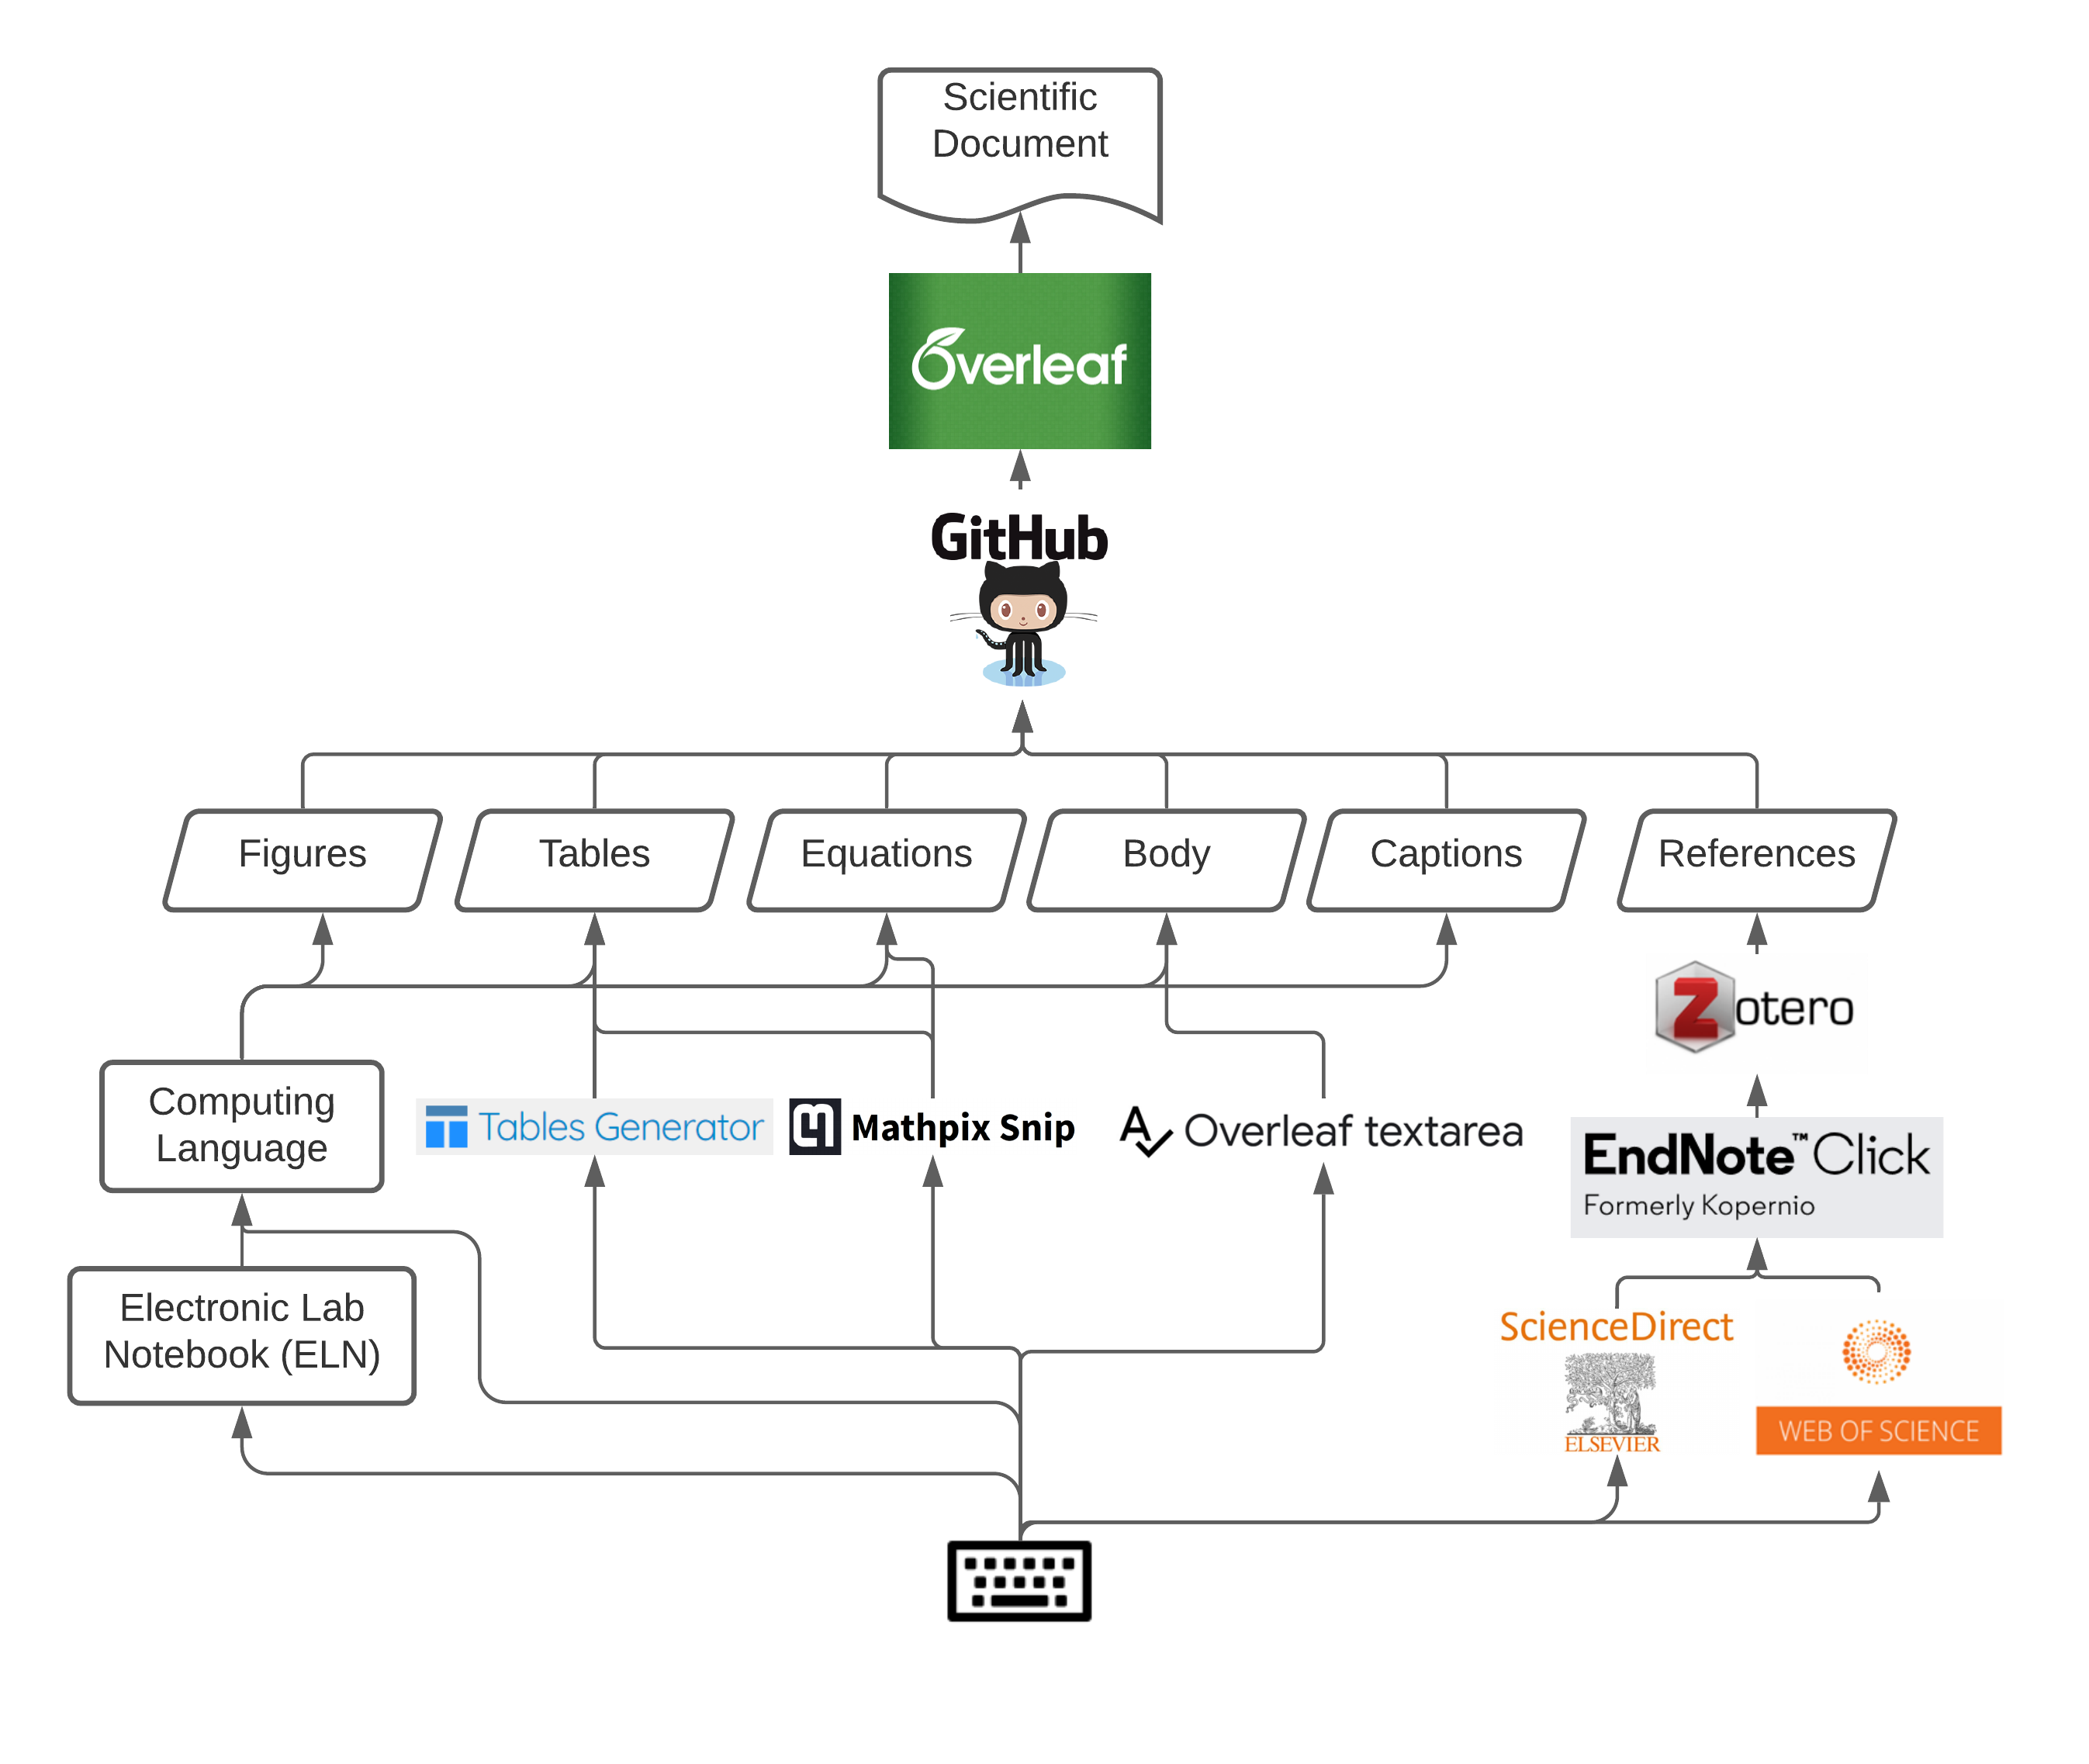 Scientific
Document
Overleaf
GitHub
Figures
Tables
Equations
Body
Captions
References
Zotero
Computing
Language
Tables Generator
Mathpix Snip
Overleaf textarea
EndNote™ Click
Formerly Kopernio
Electronic Lab
Notebook (ELN)
ScienceDirect
ELSEVIER
WEB OF SCIENCE